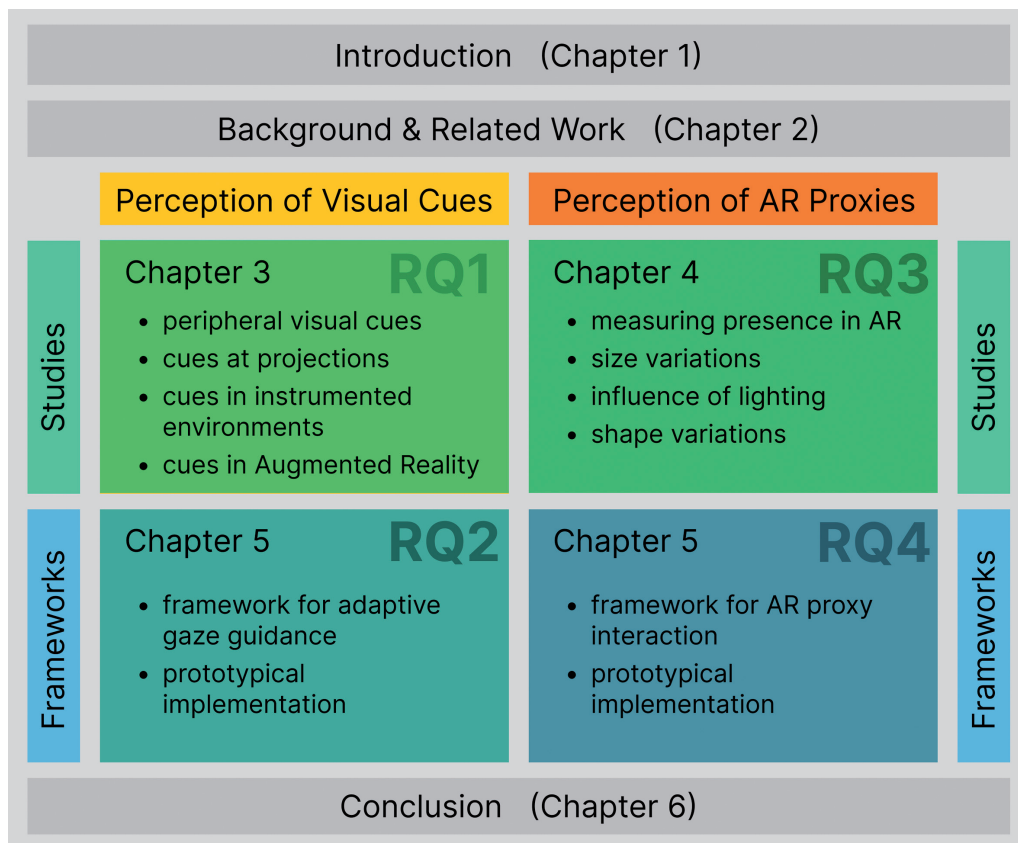 Introduction (Chapter 1)
Background & Related Work (Chapter 2)
Perception of Visual Cues
Perception of AR Proxies
Studies
Chapter 3
RQ1
• peripheral visual cues
• cues at projections
• cues in instrumented
environments
• cues in Augmented Reality
Chapter 4
RQ3
• measuring presence in AR
• size variations
• influence of lighting
• shape variations
Studies
Frameworks
Chapter 5
RQ2
• framework for adaptive
gaze guidance
• prototypical
implementation
Chapter 5
RQ4
• framework for AR proxy
interaction
• prototypical
implementation
Frameworks
Conclusion (Chapter 6)